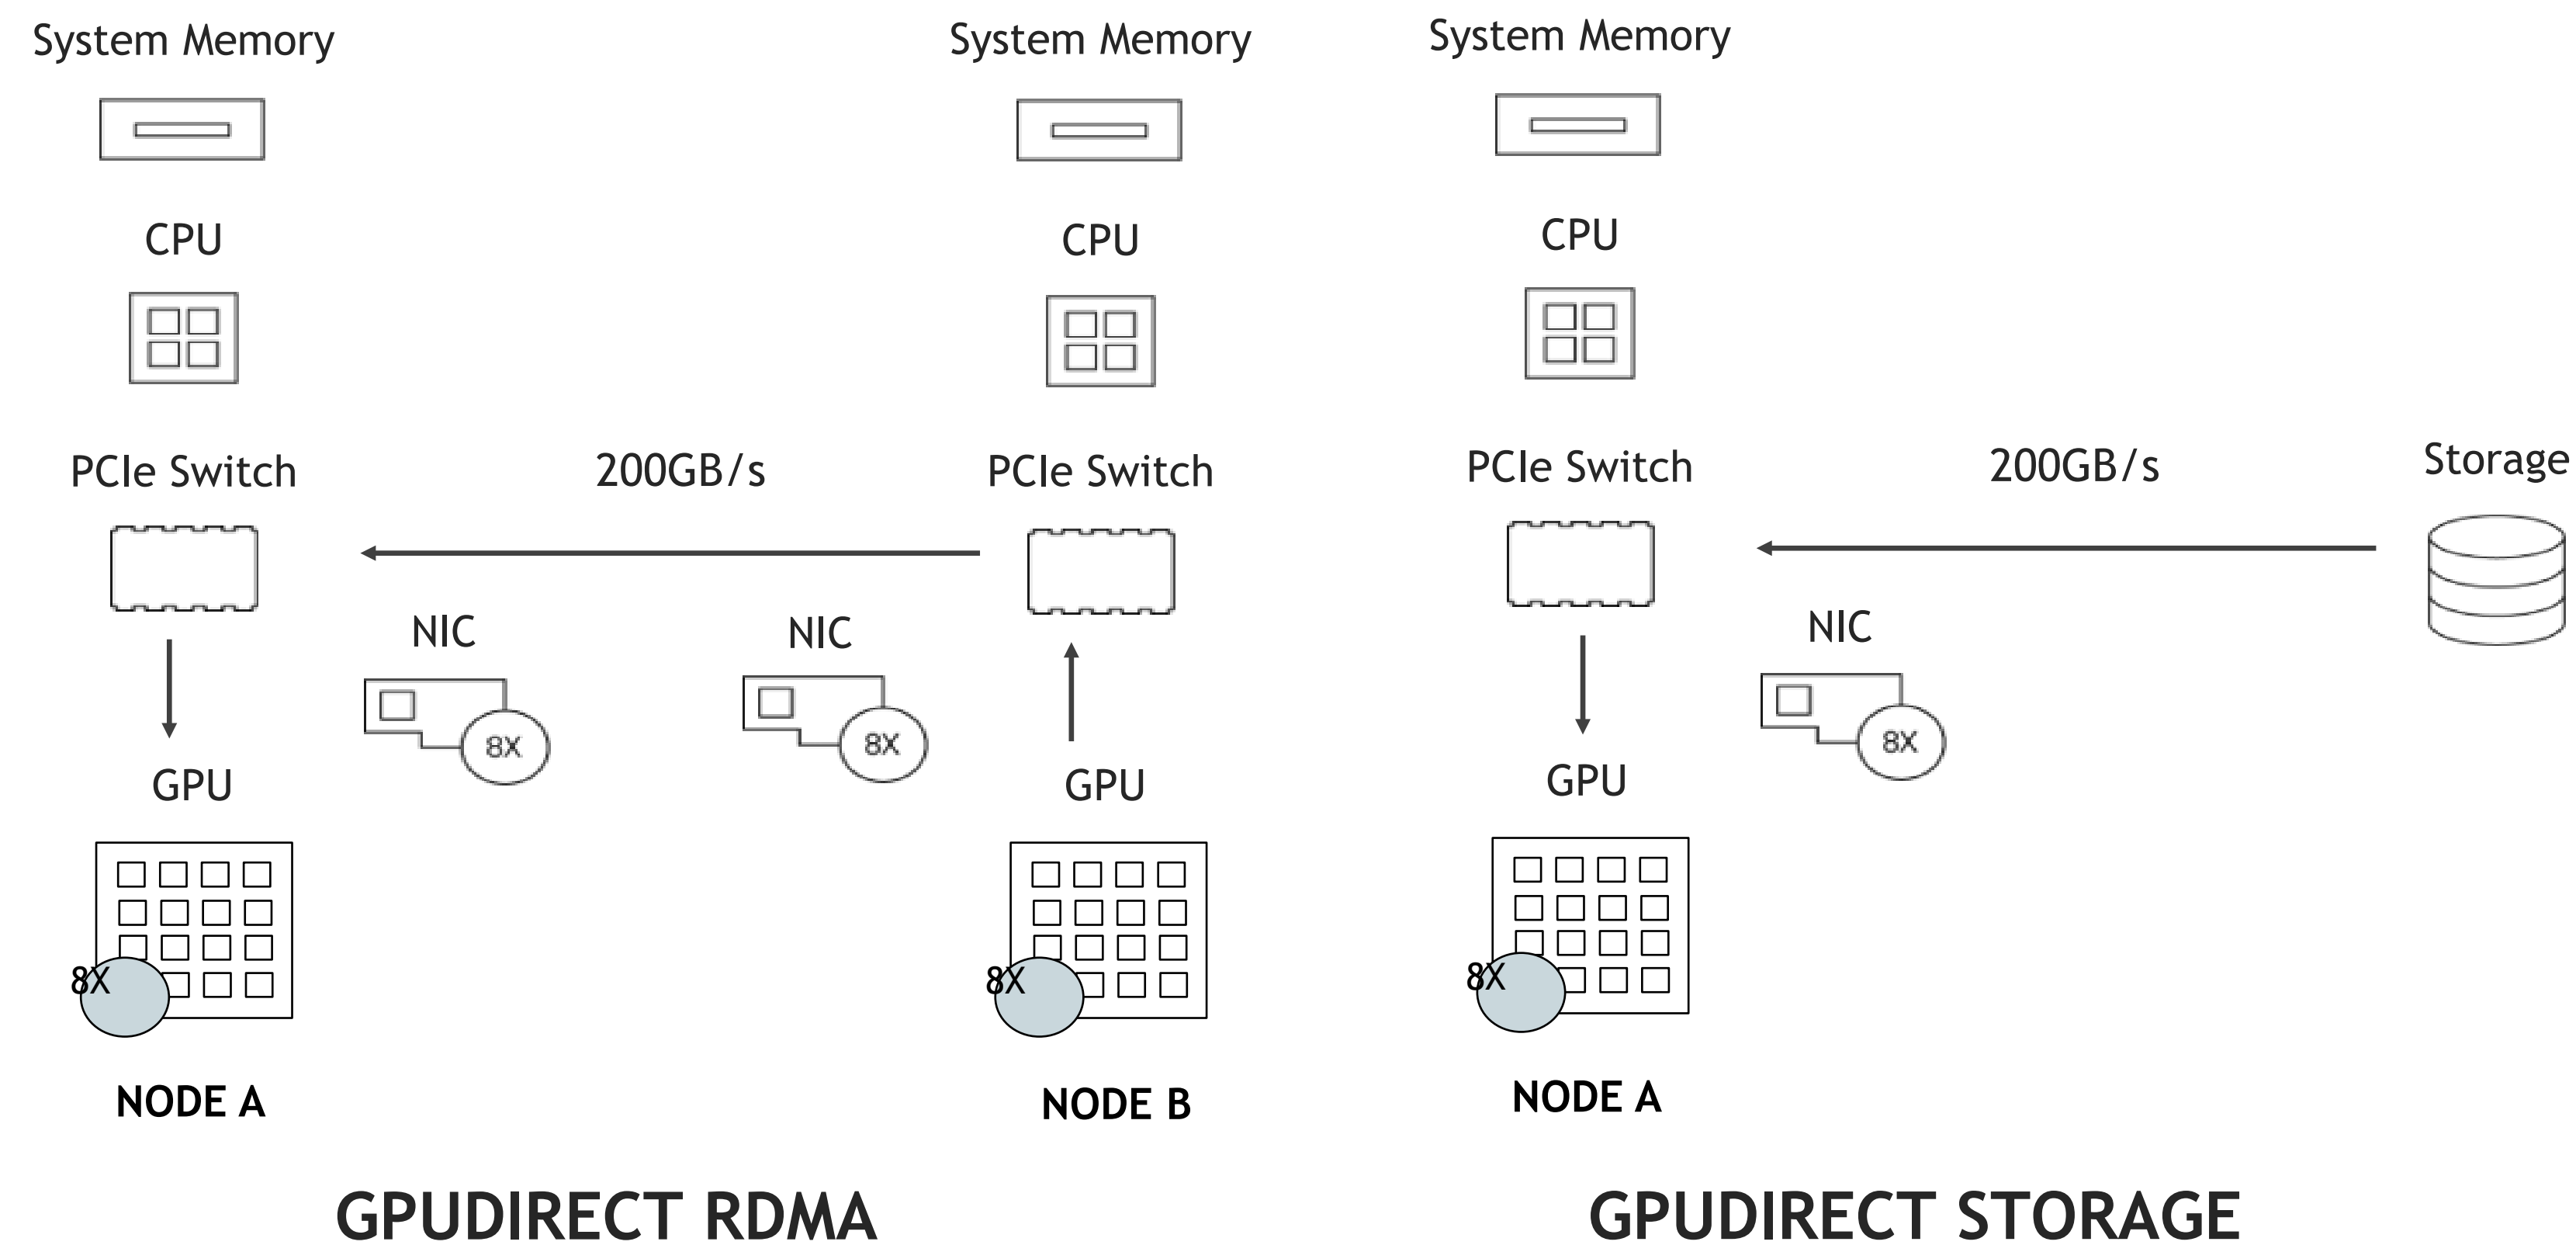 System Memory
System Memory
System Memory
CPU
CPU
CPU
PCIe Switch
200GB/s
PCIe Switch
PCIe Switch
200GB/s
Storage
NIC
NIC
NIC
8X
8X
8X
GPU
GPU
GPU
8X
8X
8X
NODE A
NODE B
NODE A
GPUDIRECT RDMA
GPUDIRECT STORAGE